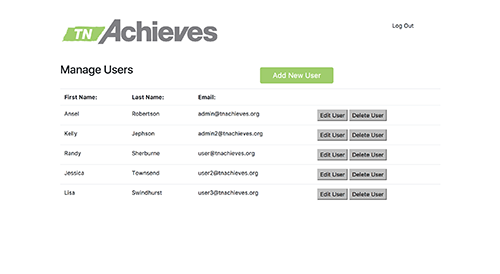 TN Achieves
Log Out
Manage Users
Add New User
First Name: Last Name: Email:
Ansel Robertson admin@tnachieves.org Edit User Delete User
Kelly Jephson admin2@tnachieves.org Edit User Delete User
Randy Sherburne user@tnachieves.org Edit User Delete User
Jessica Townsend user2@tnachieves.org Edit User Delete User
Lisa Swindhurst user3@tnachieves.org Edit User Delete User